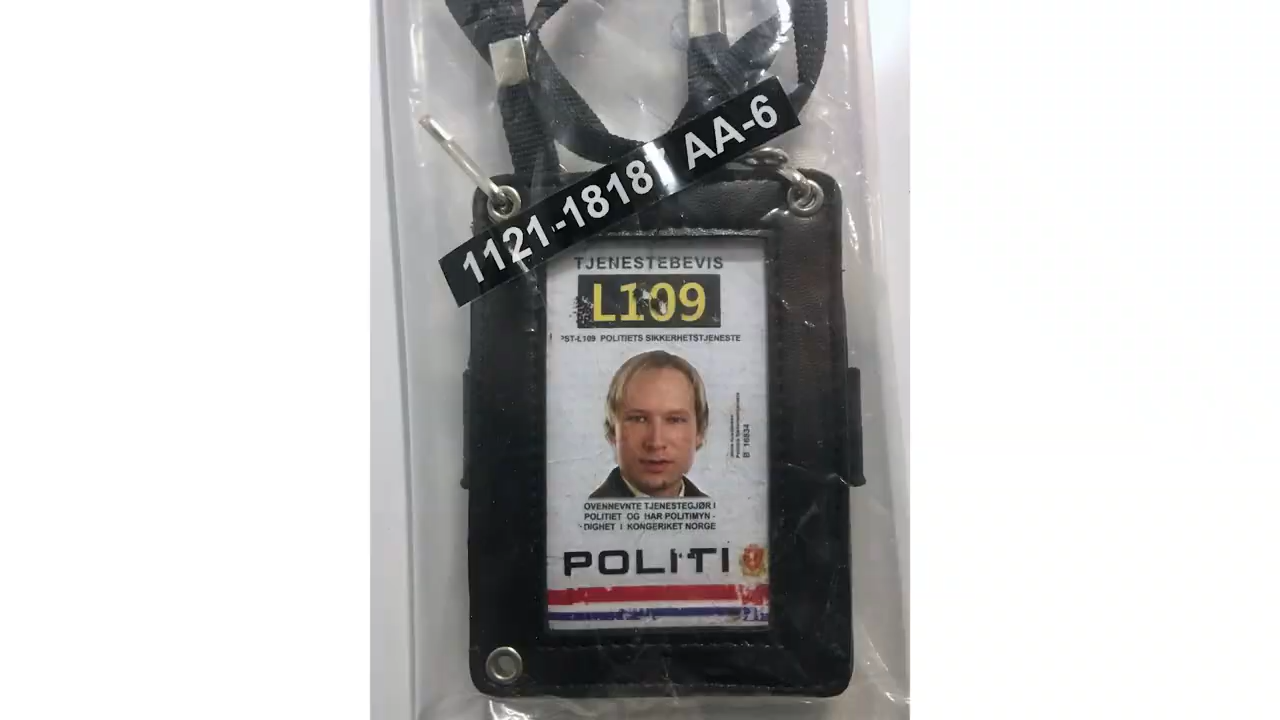 1121-18187 AA-6
TJENESTEBEVIS
L109
PST-L109 POLITIETS SIKKERHETSTJENESTE
B 16834
OVENNEVNTE TJENESTEGJØR I
POLITIET OG HAR POLITIMYN -
DIGHET I KONGERIKET NORGE
POLITI